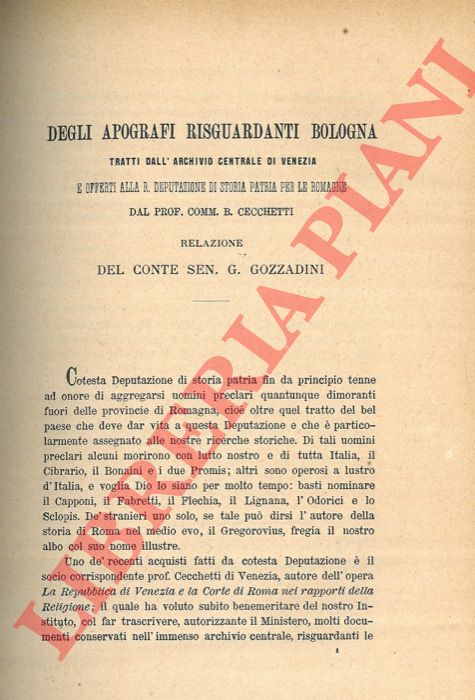 DEGLI APOGRAFI RISGUARDANTI BOLOGNA
TRATTI DALL' ARCHIVIO CENTRALE DI VENEZIA
E OFFERTI ALLA R. DEPUTAZIONE DI STORIA PATRIA PER LE ROMAGNE
DAL PROF. COMM. B. CECCHETTI
RELAZIONE
DEL CONTE SEN. G. GOZZADINI
Cotesta Deputazione di storia patria fin da principio tenne
ad onore di aggregarsi uomini preclari quantunque dimoranti
fuori delle provincie di Romagna, cioè oltre quel tratto del bel
paese che deve dar vita a questa Deputazione e che è partico-
larmente assegnato alle nostre ricerche storiche. Di tali uomini
preclari alcuni morirono con lutto nostro e di tutta Italia, il
Cibrario, il Bonaini e i due Promis; altri sono operosi a lustro
d'Italia, e voglia Dio lo siano per molto tempo: basti nominare
il Capponi, il Fabretti, il Flechia, il Lignana, l'Odorici e lo
Sclopis. De' stranieri uno solo, se tale può dirsi l'autore della
storia di Roma nel medio evo, il Gregorovius, fregia il nostro
albo col suo nome illustre.
Uno de' recenti acquisti fatti da cotesta Deputazione è il
socio corrispondente prof. Cecchetti di Venezia, autore dell'opera
La Repubblica di Venezia e la Corte di Roma nei rapporti della
Religione; il quale ha voluto subito benemeritare del nostro In-
stituto, col far trascrivere, autorizzante il Ministero, molti docu-
menti conservati nell'immenso archivio centrale, risguardanti le
1
LIBRERIA PIANI